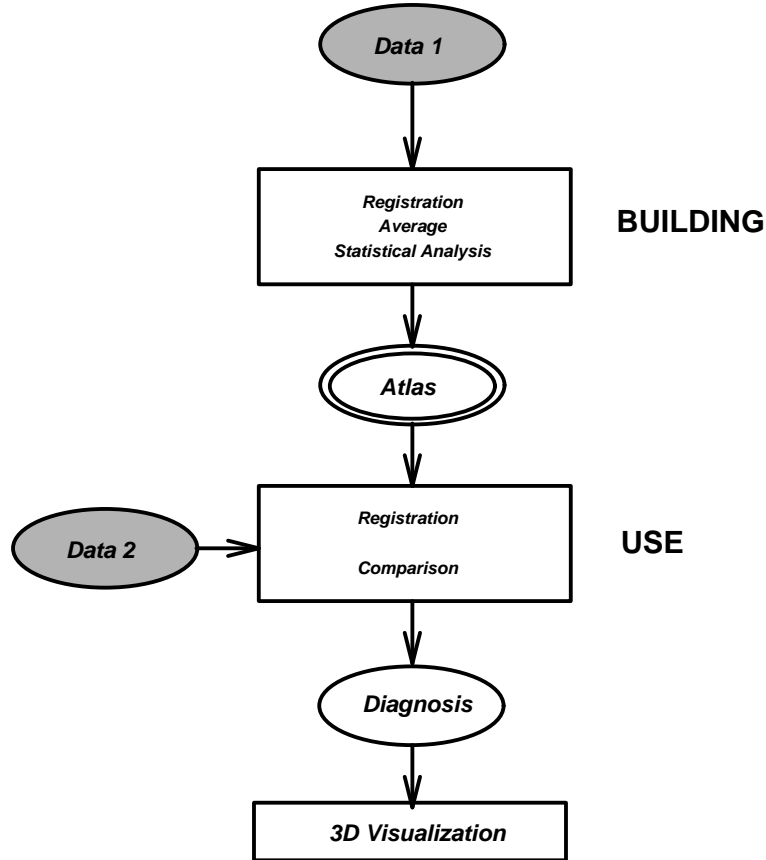 Data 1
Registration
Average
Statistical Analysis
BUILDING
Atlas
Registration
Data 2
Comparison
USE
Diagnosis
3D Visualization